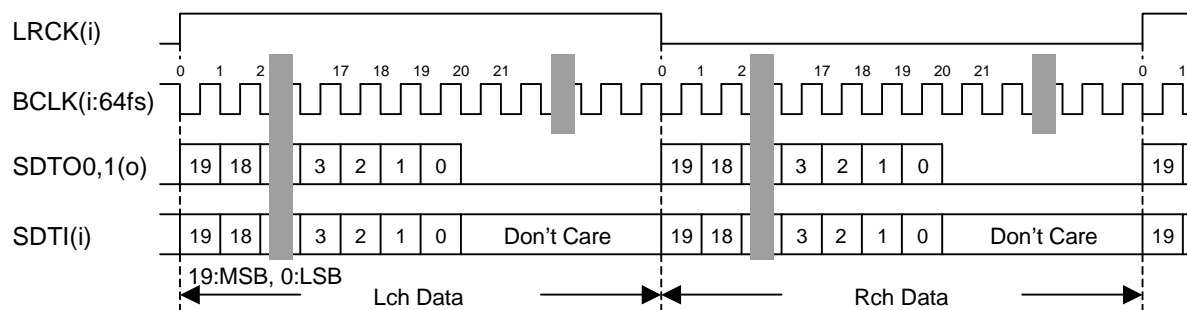 LRCK(i)
0 1 2 17 18 19 20 21 0 1 2 17 18 19 20 21 0 1
BCLK(i:64fs)
SDTO0,1(o) 19 18 3 2 1 0 19 18 3 2 1 0 19
SDTI(i) 19 18 3 2 1 0 Don't Care 19 18 3 2 1 0 Don't Care 19
19:MSB, 0:LSB
Lch Data Rch Data